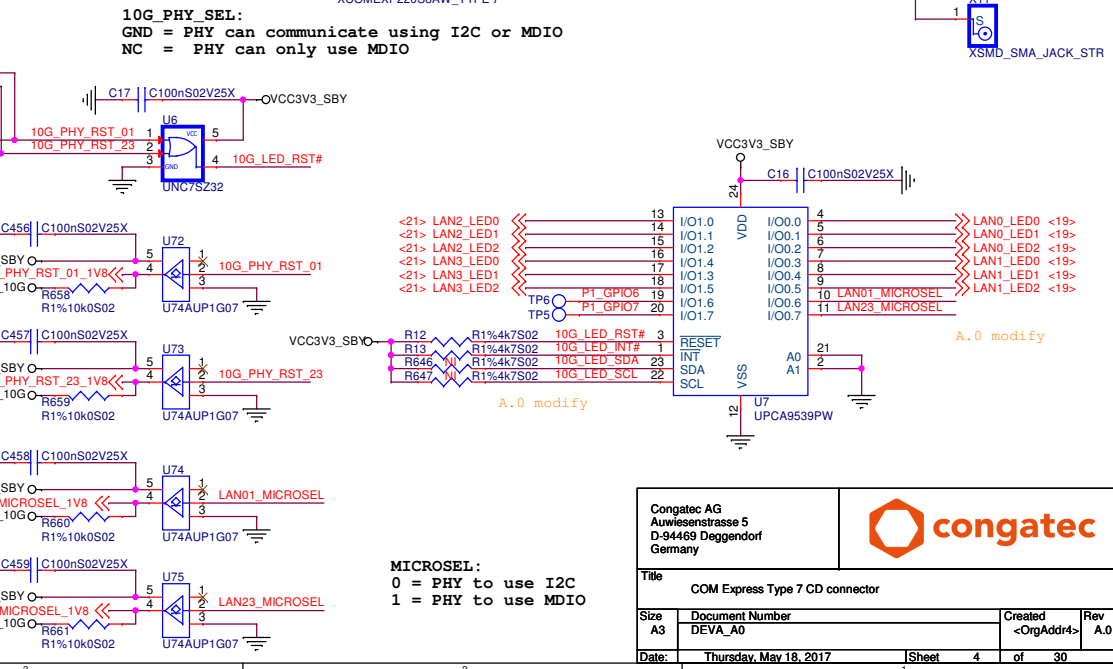 10G_PHY_SEL:
GND = PHY can communicate using I2C or MDIO
NC = PHY can only use MDIO
1
S
XSMD_SMA_JACK_STR
C17 C100nS02V25X VCC3V3_SBY
U6
10G_PHY_RST_01 1 VCC 5
10G_PHY_RST_23 2
3 GND 4 10G_LED_RST#
UNC7SZ32
VCC3V3_SBY
C16 C100nS02V25X
24
<21> LAN2_LED0 13 I/O1.0 VDD I/O0.0 4 LAN0_LED0 <19>
<21> LAN2_LED1 14 I/O1.1 I/O0.1 5 LAN0_LED1 <19>
<21> LAN2_LED2 15 I/O1.2 I/O0.2 6 LAN0_LED2 <19>
<21> LAN3_LED0 16 I/O1.4 I/O0.3 7 LAN1_LED0 <19>
<21> LAN3_LED1 17 I/O1.3 I/O0.4 8 LAN1_LED1 <19>
<21> LAN3_LED2 18 I/O1.5 I/O0.5 9 LAN1_LED2 <19>
TP6 P1_GPIO6 19 I/O1.6 I/O0.6 10 LAN01_MICROSEL
TP5 P1_GPIO7 20 I/O1.7 I/O0.7 11 LAN23_MICROSEL
A.0 modify
VCC3V3_SBY R12 R1%4k7S02 10G_LED_RST# 3 RESET
R13 R1%4k7S02 10G_LED_INT# 1 INT A0 21
R646 NI R1%4k7S02 10G_LED_SDA 23 SDA A1 2
R647 NI R1%4k7S02 10G_LED_SCL 22 SCL VSS
A.0 modify
12
U7
UPCA9539PW
C456 C100nS02V25X
U72
SBY 5 1
PHY_RST_01_1V8 4 2 10G_PHY_RST_01
10G 3
R658
R1%10k0S02 U74AUP1G07
C457 C100nS02V25X
U73
SBY 5 1
PHY_RST_23_1V8 4 2 10G_PHY_RST_23
10G 3
R659
R1%10k0S02 U74AUP1G07
C458 C100nS02V25X
U74
SBY 5 1
MICROSEL_1V8 4 2 LAN01_MICROSEL
10G 3
R660
R1%10k0S02 U74AUP1G07
C459 C100nS02V25X
U75
SBY 5 1
MICROSEL_1V8 4 2 LAN23_MICROSEL
10G 3
R661
R1%10k0S02 U74AUP1G07
MICROSEL:
0 = PHY to use I2C
1 = PHY to use MDIO
Congatec AG
Auwiesenstrasse 5
D-94469 Deggendorf
Germany
congatec
Title
COM Express Type 7 CD connector
Size Document Number Created Rev
A3 DEVA_A0 <OrgAddr4> A.0
Date: Thursday, May 18, 2017 Sheet 4 of 30